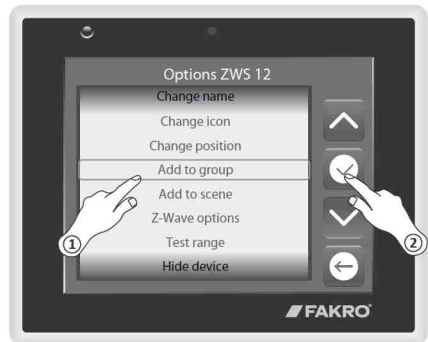 Options ZWS 12
Change name
Change icon
Change position
Add to group
Add to scene
Z-Wave options
Test range
Hide device
1
2
FAKRO